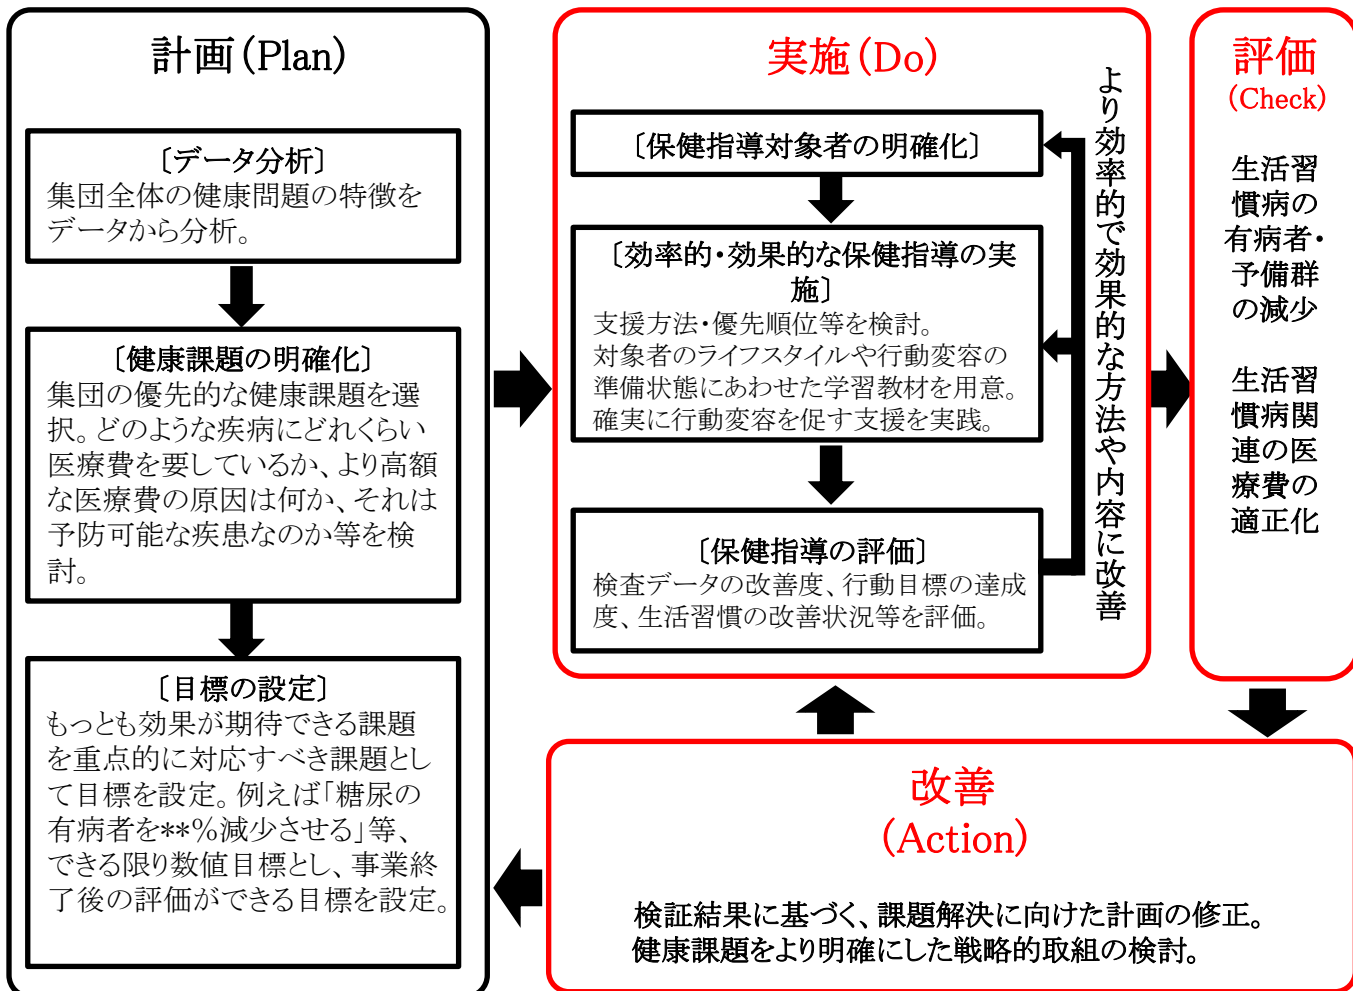 計画(Plan)
〔データ分析〕
集団全体の健康問題の特徴を
データから分析。
〔健康課題の明確化〕
集団の優先的な健康課題を選
択。どのような疾病にどれくらい
医療費を要しているか、より高額
な医療費の原因は何か、それは
予防可能な疾患なのか等を検
討。
〔目標の設定〕
もっとも効果が期待できる課題
を重点的に対応すべき課題とし
て目標を設定。例えば「糖尿の
有病者を**%減少させる」等、
できる限り数値目標とし、事業終
了後の評価ができる目標を設定。
実施(Do)
〔保健指導対象者の明確化〕
〔効率的・効果的な保健指導の実
施〕
支援方法・優先順位等を検討。
対象者のライフスタイルや行動変容の
準備状態にあわせた学習教材を用意。
確実に行動変容を促す支援を実践。
〔保健指導の評価〕
検査データの改善度、行動目標の達成
度、生活習慣の改善状況等を評価。
より効率的で効果的な方法や内容に改善
評価
(Check)
生活習
慣病の
有病者・
予備群
の減少
生活習
慣病関
連の医
療費の
適正化
改善
(Action)
検証結果に基づく、課題解決に向けた計画の修正。
健康課題をより明確にした戦略的取組の検討。